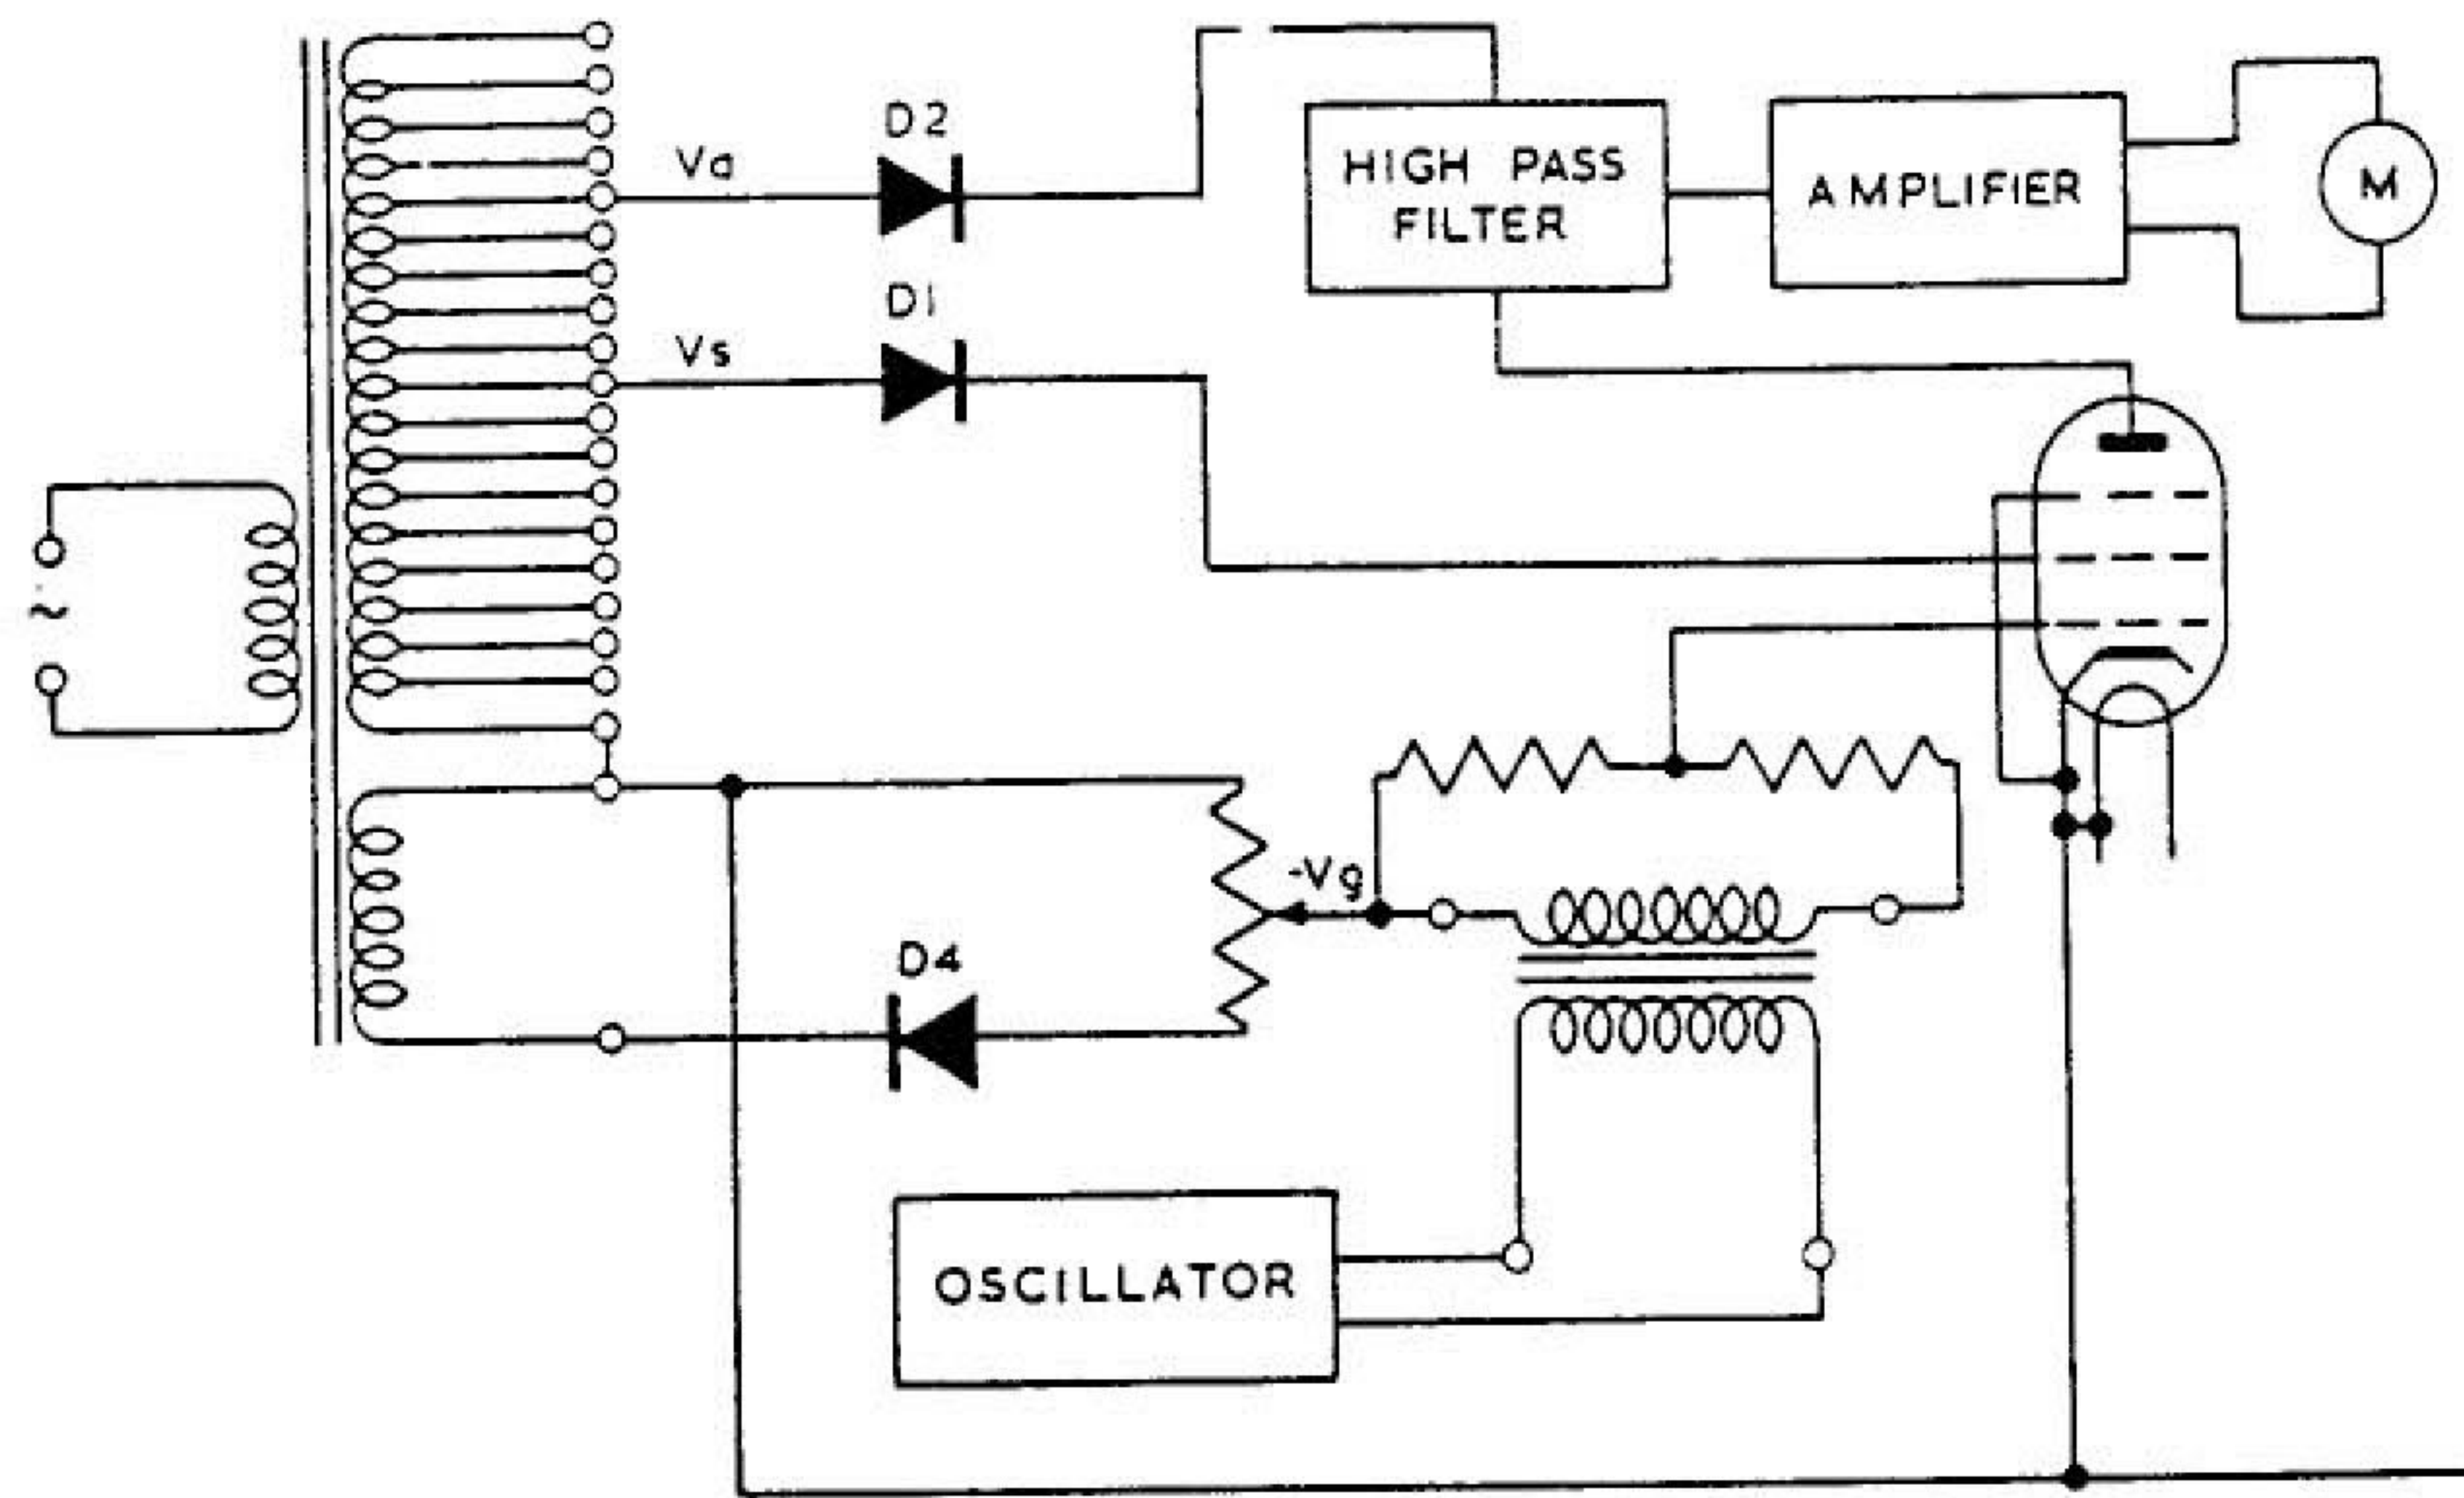 D2
Va
HIGH PASS
FILTER
AMPLIFIER
M
D1
Vs
~
-Vg
D4
OSCILLATOR